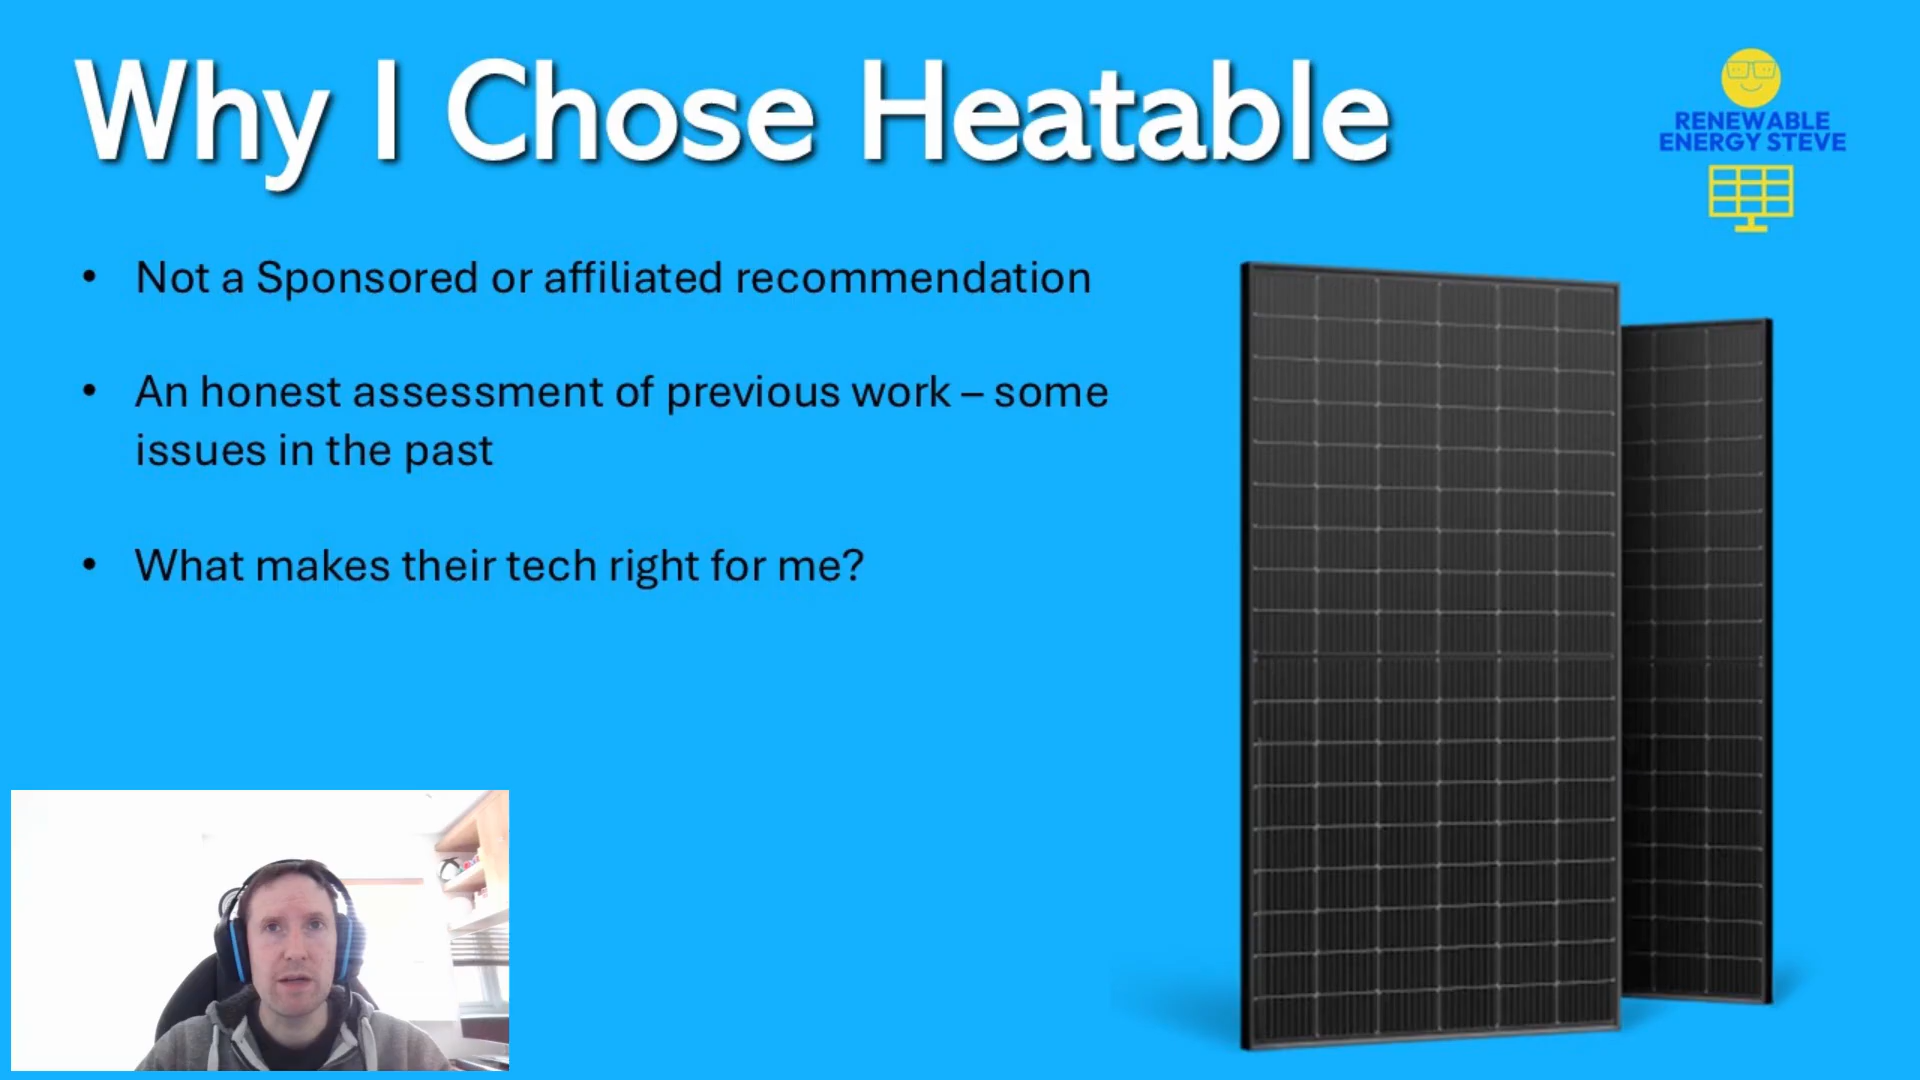 Why I Chose Heatable
RENEWABLE
ENERGY STEVE
• Not a Sponsored or affiliated recommendation
• An honest assessment of previous work – some
issues in the past
• What makes their tech right for me?